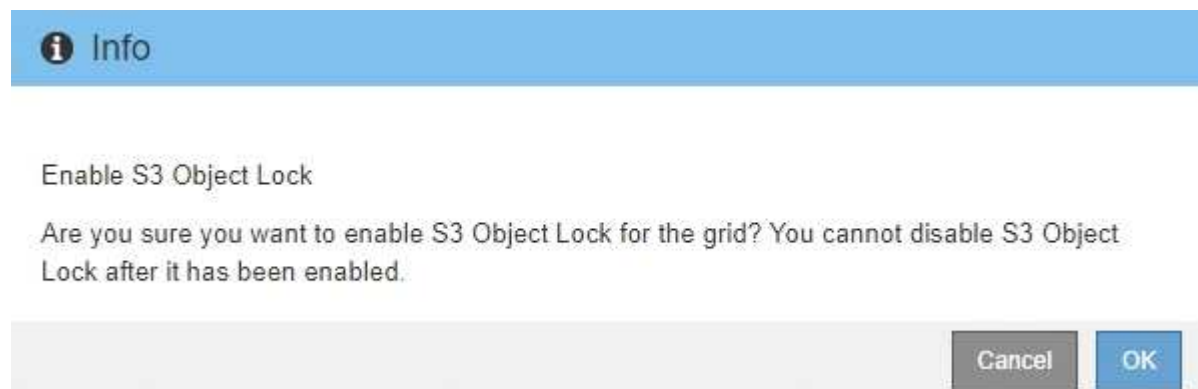 Info
Enable S3 Object Lock
Are you sure you want to enable S3 Object Lock for the grid? You cannot disable S3 Object
Lock after it has been enabled.
Cancel OK